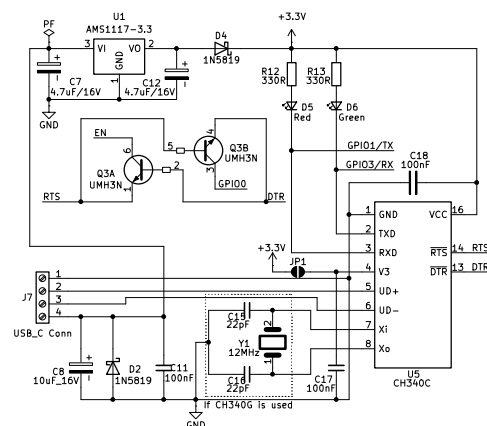 PF
U1
AMS1117-3.3
3
VI
VO
2
GND
1
C7
4.7uF/16V
C12
4.7uF/16V
GND
D4
1N5819
+3.3V
R12
330R
R13
330R
D5
Red
D6
Green
GPIO1/TX
GPIO3/RX
C18
100nF
EN
6
Q3A
UMH3N
1
2
5
4
Q3B
UMH3N
3
GPIO0
RTS
DTR
+3.3V
JP1
1
GND
2
TXD
3
RXD
4
V3
5
UD+
6
UD-
7
Xi
8
Xo
VCC
16
RTS
14
RTS
DTR
13
DTR
U5
CH340C
J7
1
2
3
4
USB_C Conn
C8
10uF_16V
D2
1N5819
C11
100nF
C15
22pF
Y1
12MHz
2
1
C16
22pF
C17
100nF
If CH340G is used
GND